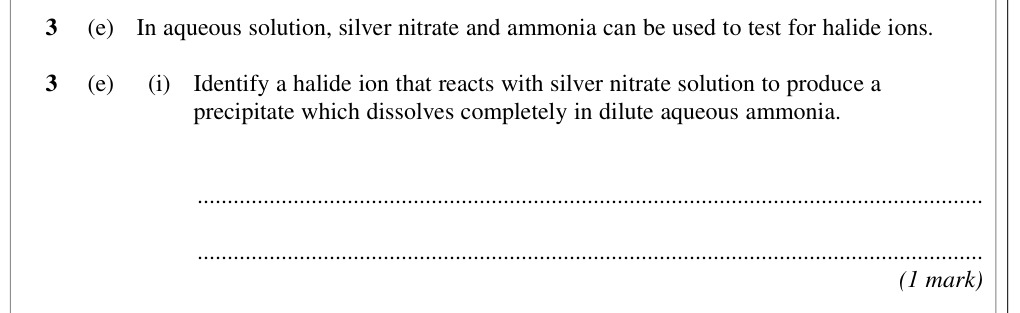 3 (e) In aqueous solution, silver nitrate and ammonia can be used to test for halide ions.
3 (e) (i) Identify a halide ion that reacts with silver nitrate solution to produce a
precipitate which dissolves completely in dilute aqueous ammonia.
(1 mark)